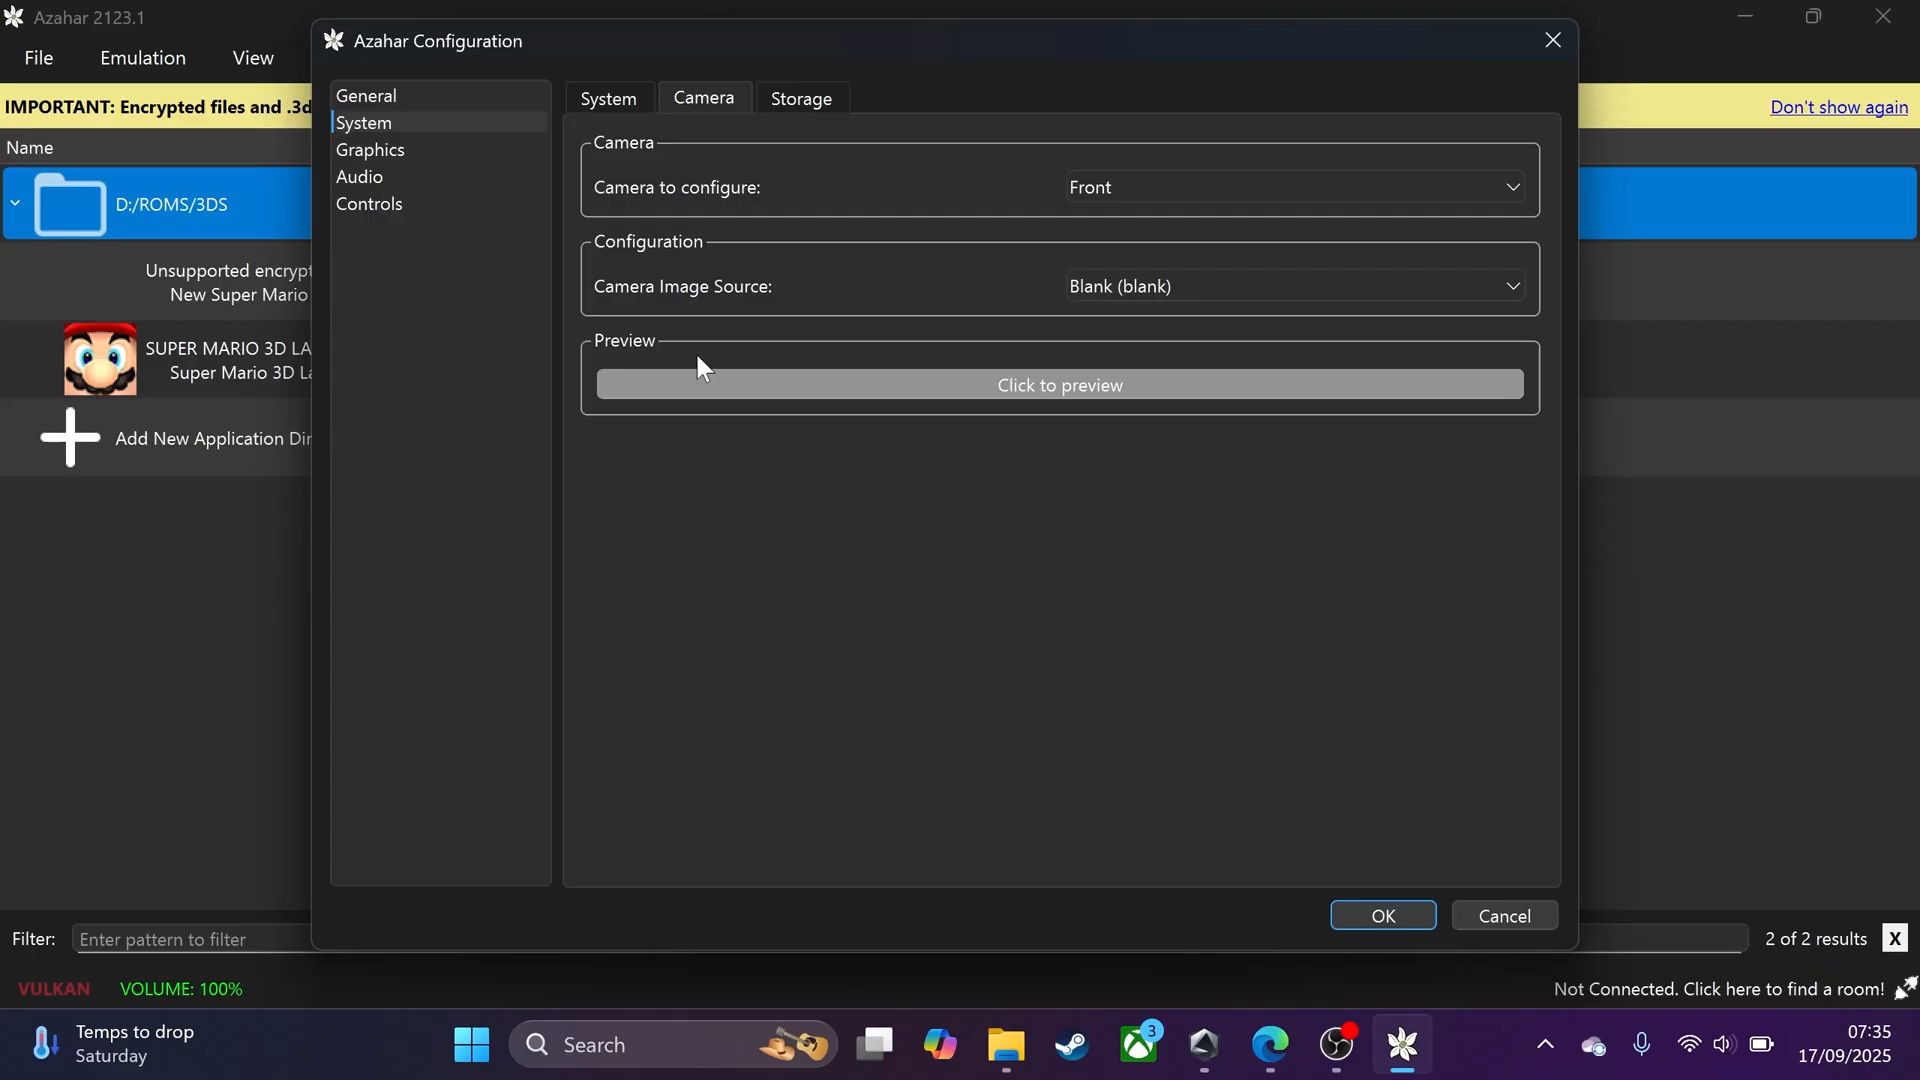 Azahar 2123.1
File Emulation View
Azahar Configuration
IMPORTANT: Encrypted files and .3d
Don't show again
Name
D:/ROMS/3DS
Unsupported encrypt
New Super Mario
SUPER MARIO 3D LA
Super Mario 3D La
Add New Application Dir
General
System
Graphics
Audio
Controls
System Camera Storage
Camera
Camera to configure: Front
Configuration
Camera Image Source: Blank (blank)
Preview
Click to preview
OK Cancel
Filter: Enter pattern to filter
2 of 2 results X
VULKAN VOLUME: 100%
Not Connected. Click here to find a room!
Temps to drop
Saturday
Search
3
07:35
17/09/2025